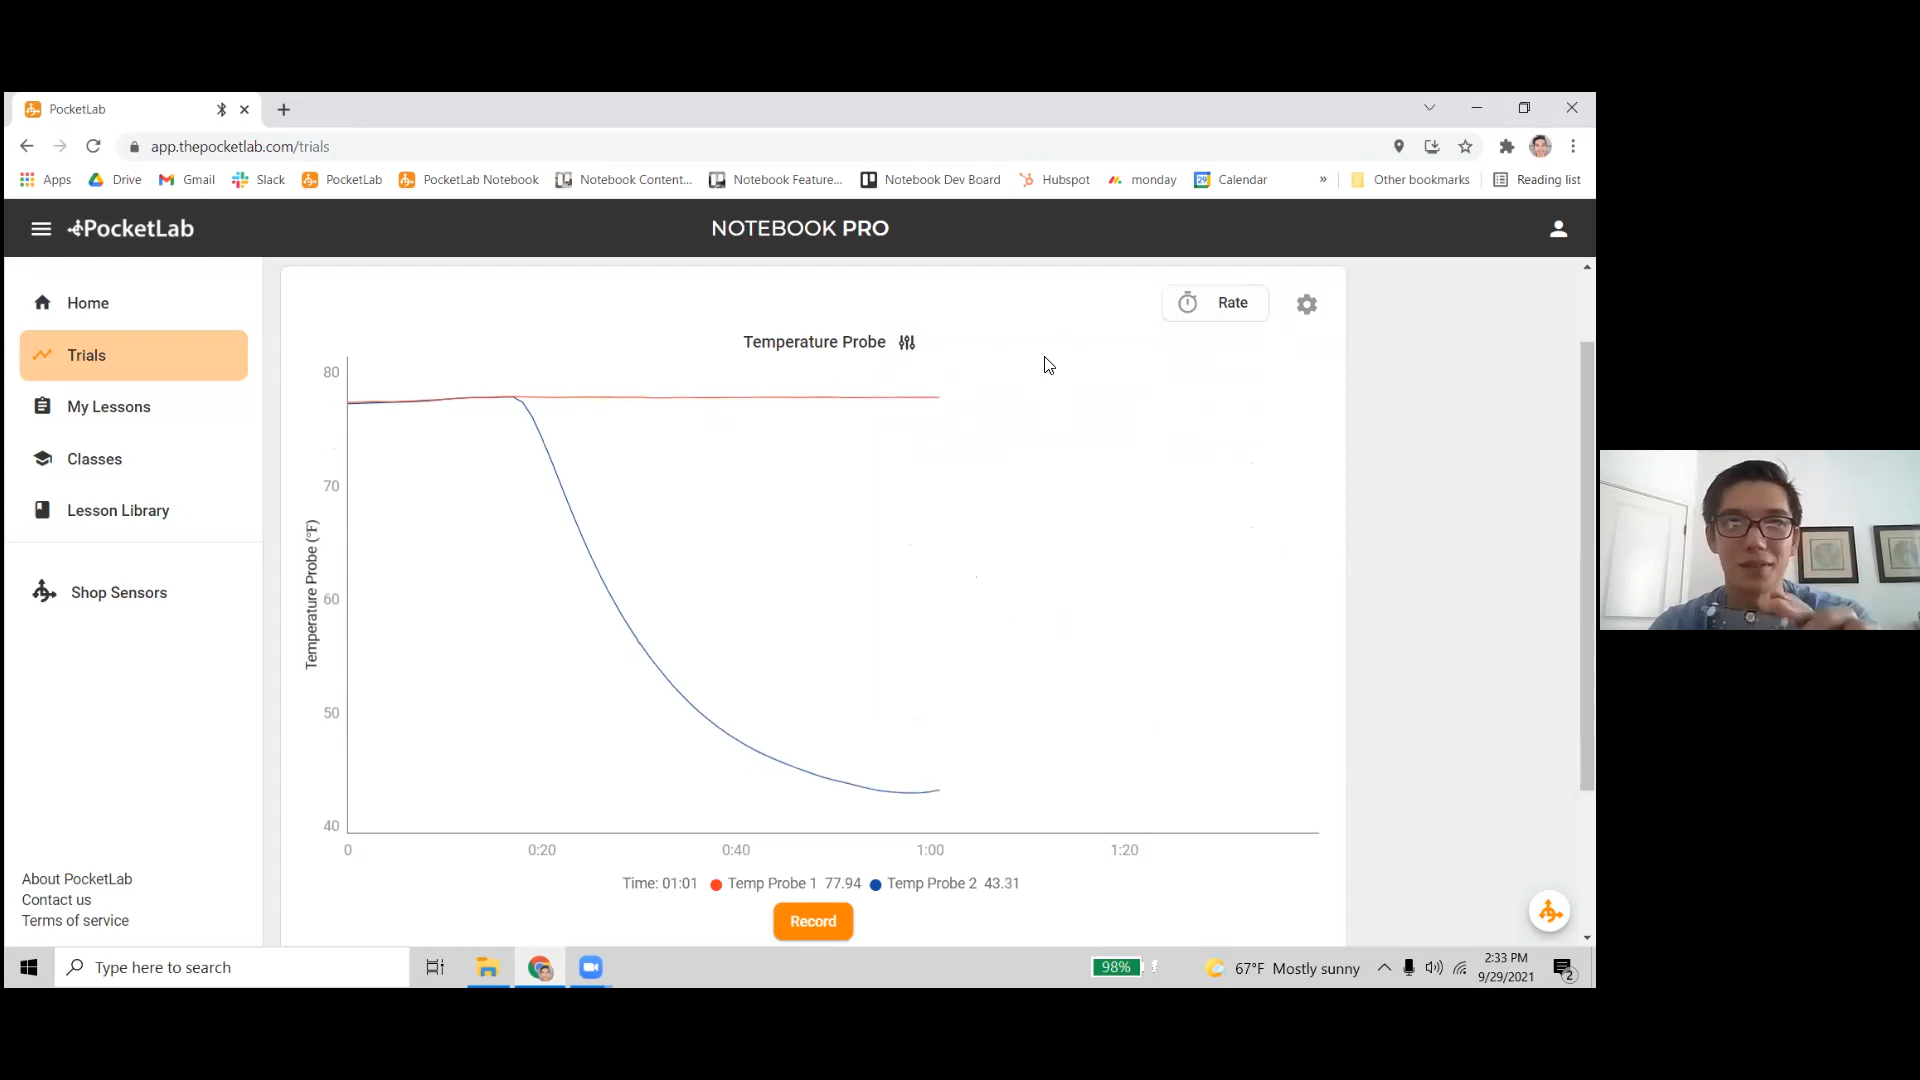 PocketLab
app.thepocketlab.com/trials
Apps Drive Gmail Slack PocketLab PocketLab Notebook Notebook Content... Notebook Feature... Notebook Dev Board Hubspot monday 29 Calendar » Other bookmarks Reading list
PocketLab
NOTEBOOK PRO
Home
Trials
My Lessons
Classes
Lesson Library
Shop Sensors
About PocketLab
Contact us
Terms of service
Rate
Temperature Probe
Temperature Probe (°F)
80
70
60
50
40
0 0:20 0:40 1:00 1:20
Time: 01:01 Temp Probe 1 77.94 Temp Probe 2 43.31
Record
Type here to search
98%
67°F Mostly sunny
2:33 PM
9/29/2021
2